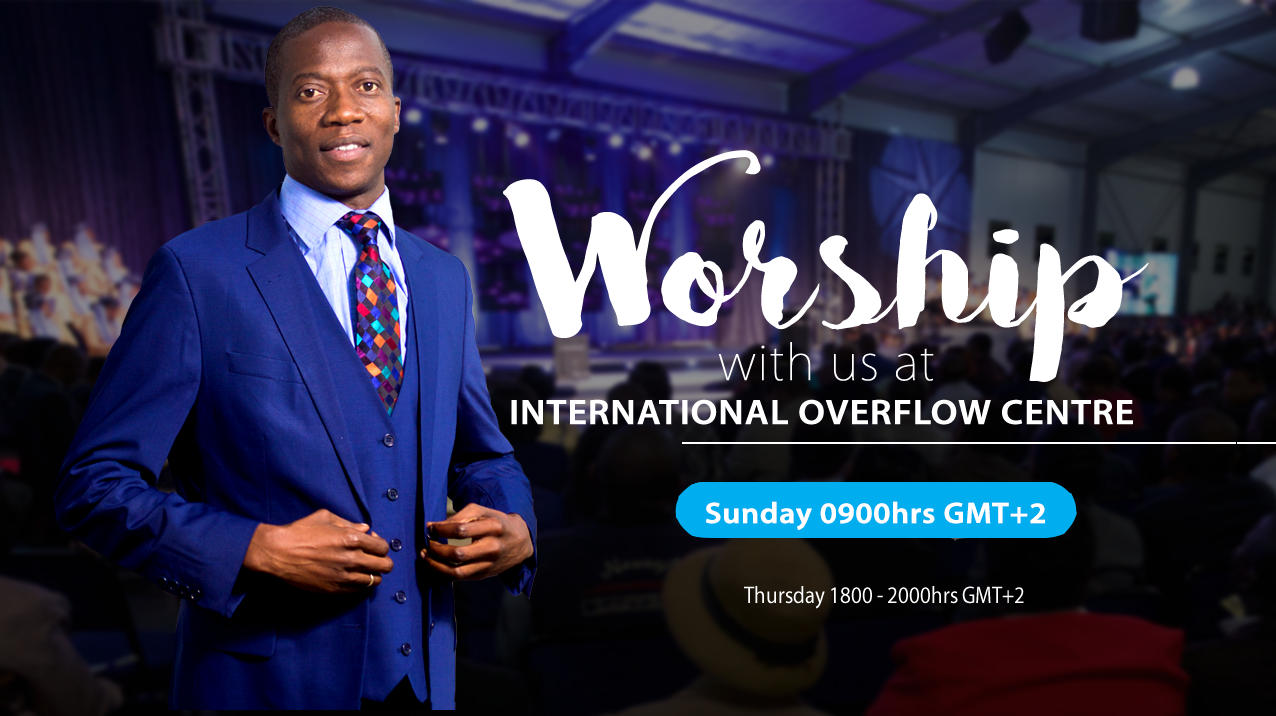 Worship
with us at
INTERNATIONAL OVERFLOW CENTRE
Sunday 0900hrs GMT+2
Thursday 1800 - 2000hrs GMT+2